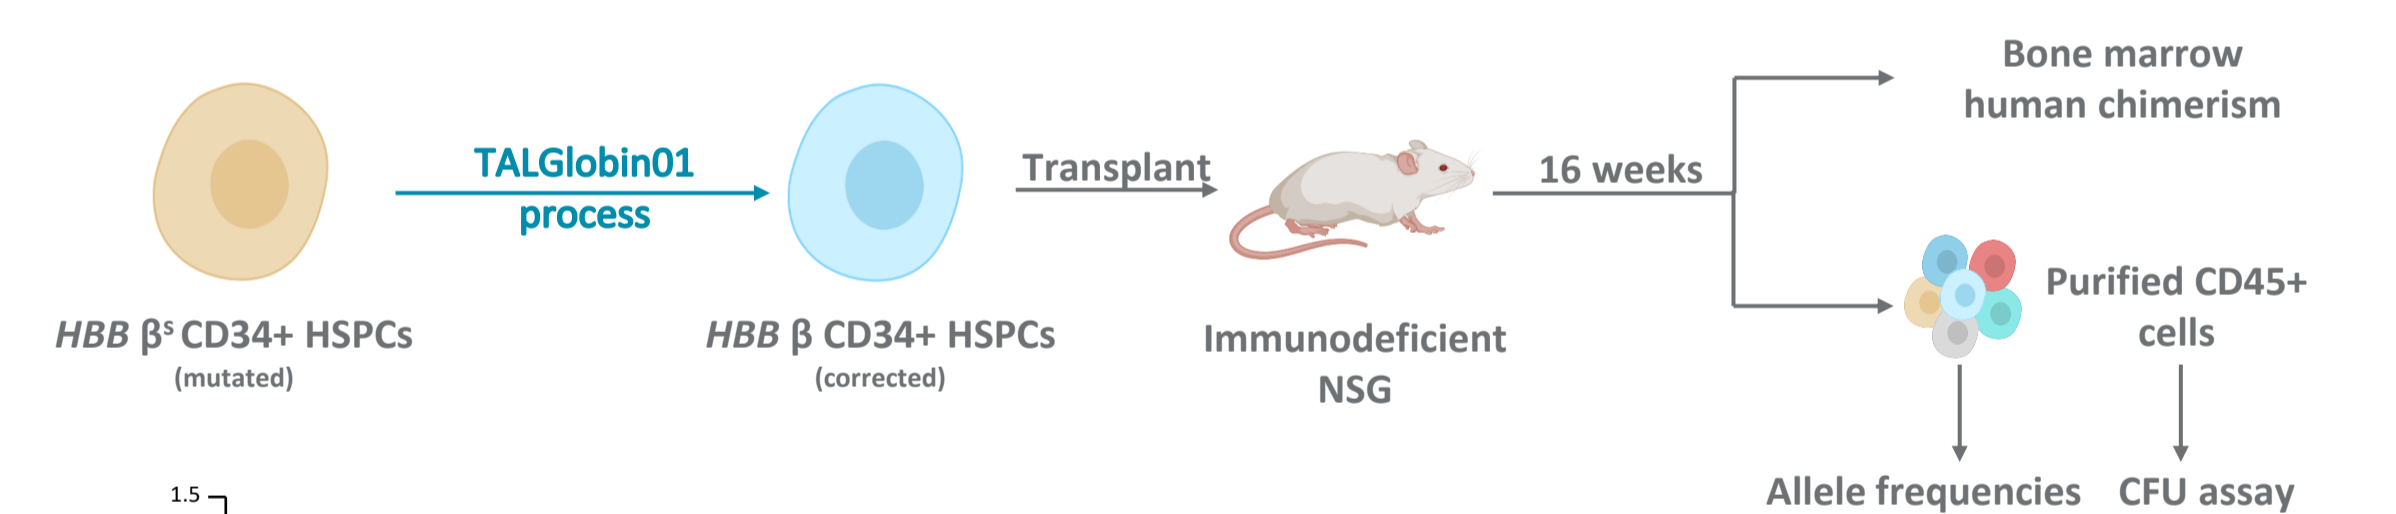 TALGlobin01
process
HBB βˢ CD34+ HSPCs
(mutated)
HBB β CD34+ HSPCs
(corrected)
Transplant
Immunodeficient
NSG
16 weeks
Bone marrow
human chimerism
Purified CD45+
cells
Allele frequencies
CFU assay
1.5